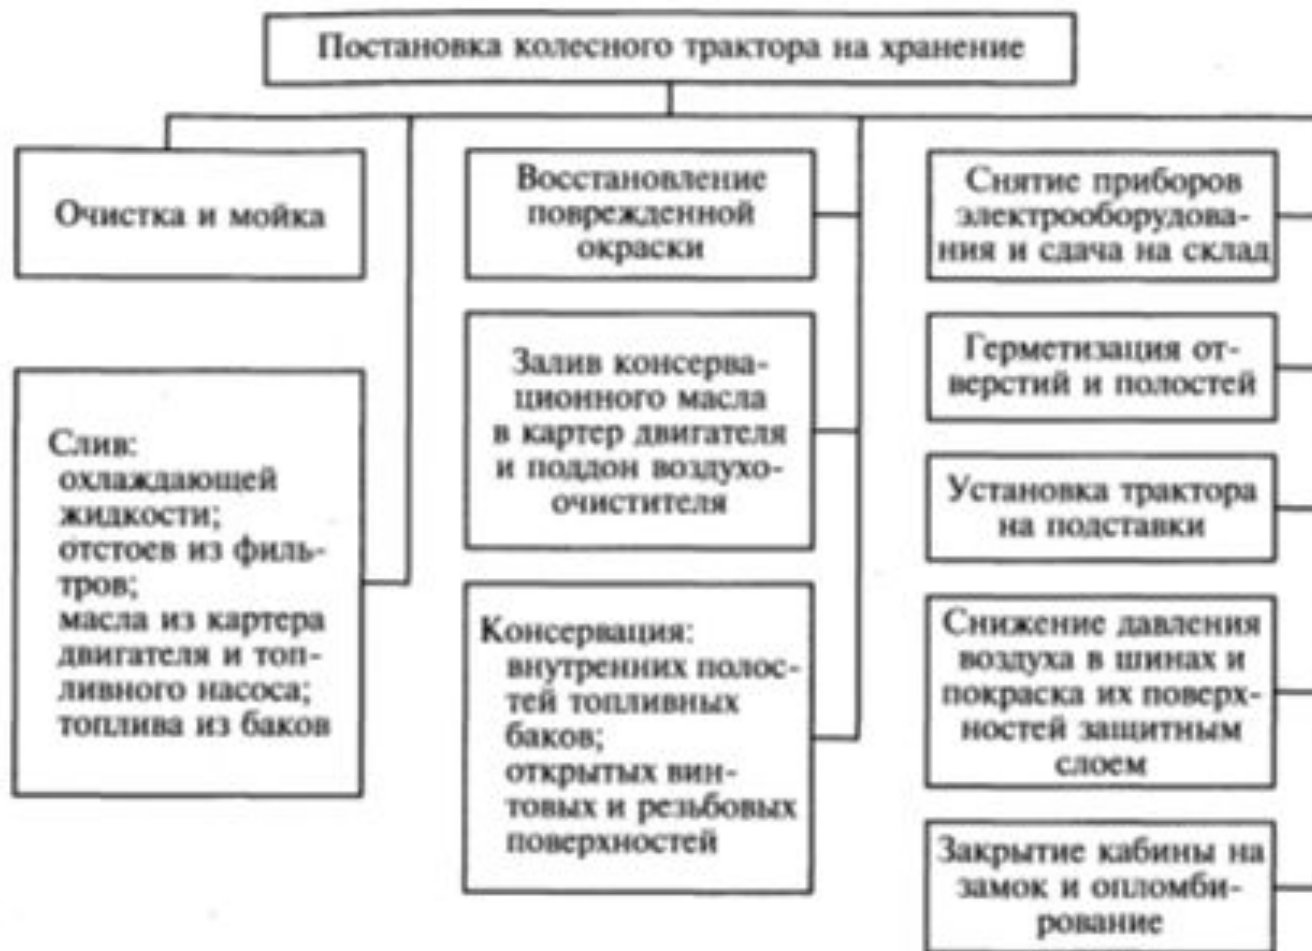 Постановка колесного трактора на хранение
Очистка и мойка
Слив:
охлаждающей
жидкости;
отстоев из филь-
тров;
масла из картера
двигателя и топ-
ливного насоса;
топлива из баков
Восстановление
поврежденной
окраски
Залив консерва-
ционного масла
в картер двигателя
и поддон воздухо-
очистителя
Консервация:
внутренних полос-
тей топливных
баков;
открытых вин-
товых и резьбовых
поверхностей
Снятие приборов
электрооборудова-
ния и сдача на склад
Герметизация от-
верстий и полостей
Установка трактора
на подставки
Снижение давления
воздуха в шинах и
покраска их поверх-
ностей защитным
слоем
Закрытие кабины на
замок и опломби-
рование